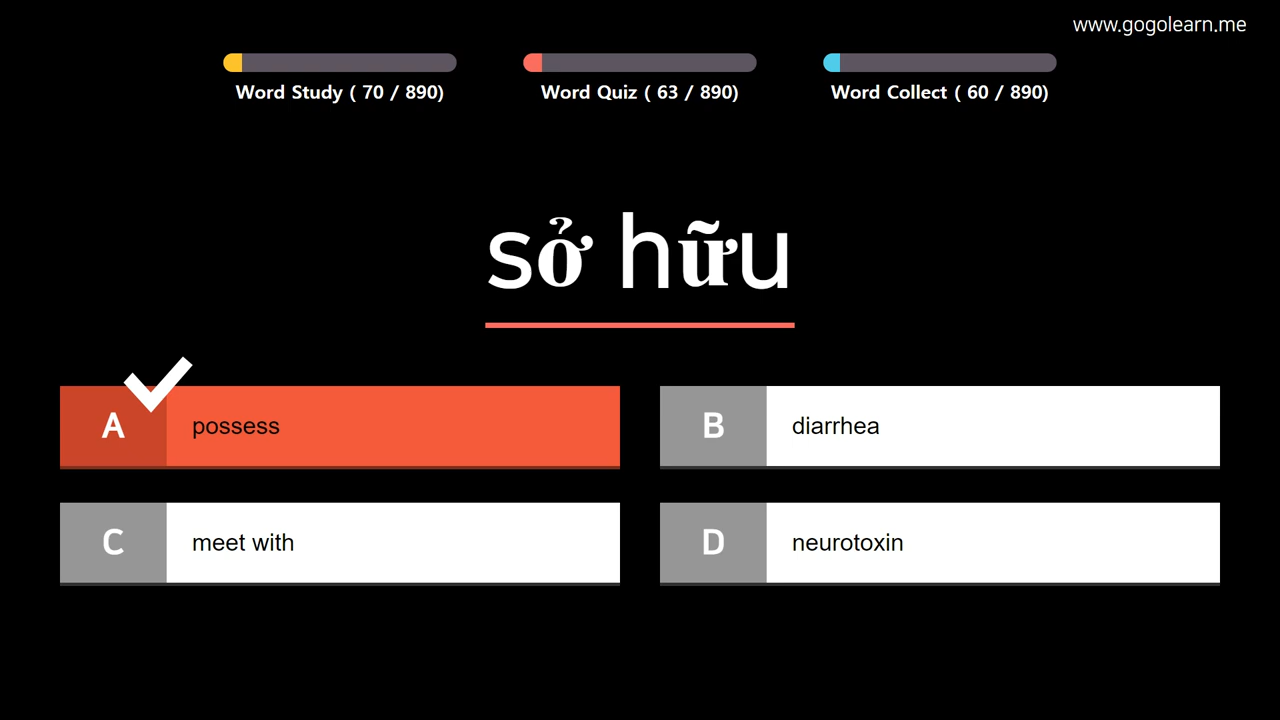 www.gogolearn.me
Word Study ( 70 / 890)
Word Quiz ( 63 / 890)
Word Collect ( 60 / 890)
sở hữu
A possess
B diarrhea
C meet with
D neurotoxin